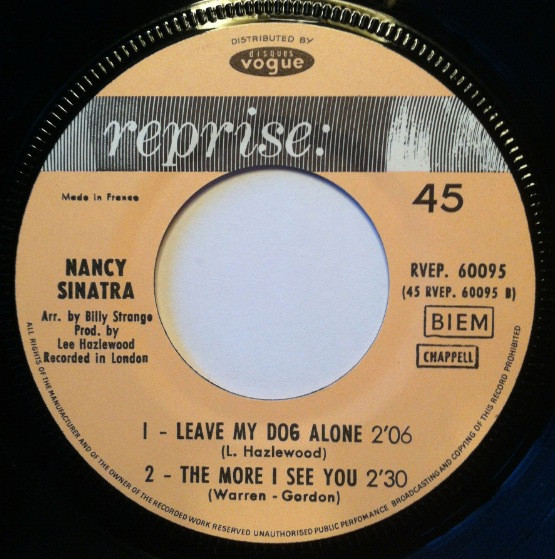 DISTRIBUTED BY
disques
vogue
reprise:
Made in France
45
NANCY
SINATRA
Arr. by Billy Strange
Prod. by
Lee Hazlewood
Recorded in London
RVEP. 60095
(45 RVEP. 60095 B)
BIEM
CHAPPELL
1 - LEAVE MY DOG ALONE 2'06
(L. Hazlewood)
2 - THE MORE I SEE YOU 2'30
(Warren - Gordon)
ALL RIGHTS OF THE MANUFACTURER AND OF THE OWNER OF THE RECORDED WORK RESERVED UNAUTHORISED PUBLIC PERFOMANCE BROADCASTING AND COPYING OF THIS RECORD PROHIBITED